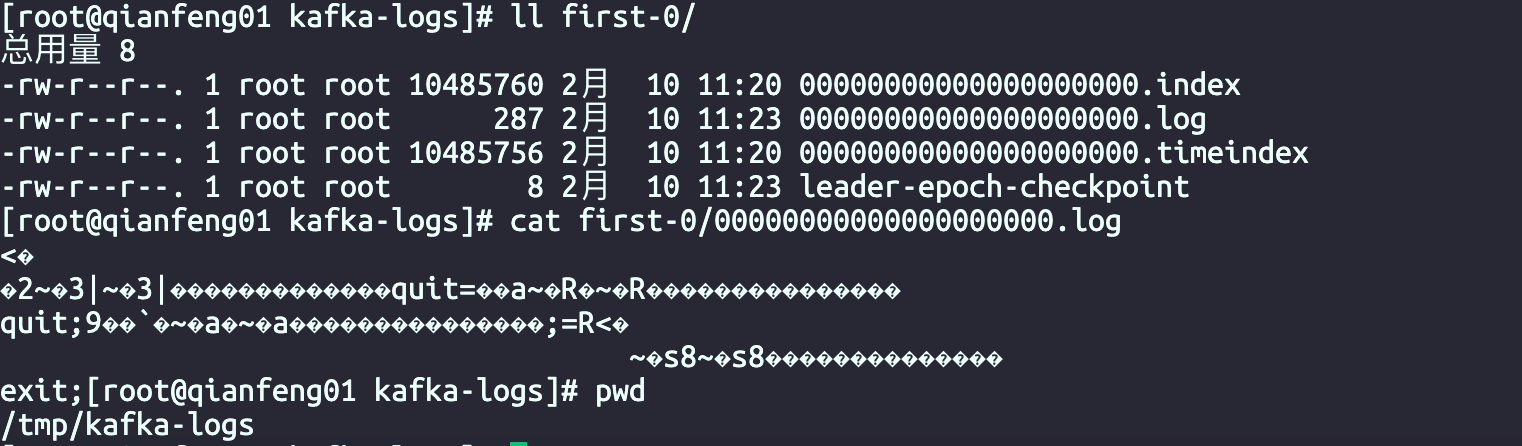 [root@qianfeng01 kafka-logs]# ll first-0/
总用量 8
-rw-r--r--. 1 root root 10485760 2月  10 11:20 00000000000000000000.index
-rw-r--r--. 1 root root      287 2月  10 11:23 00000000000000000000.log
-rw-r--r--. 1 root root 10485756 2月  10 11:20 00000000000000000000.timeindex
-rw-r--r--. 1 root root        8 2月  10 11:23 leader-epoch-checkpoint
[root@qianfeng01 kafka-logs]# cat first-0/00000000000000000000.log
<�
�2~�3|~�3|�������������quit=��a~�R�~�R���������������
quit;9��`�~�a�~�a���������������;=R<�
~�s8~�s8��������������
exit;[root@qianfeng01 kafka-logs]# pwd
/tmp/kafka-logs